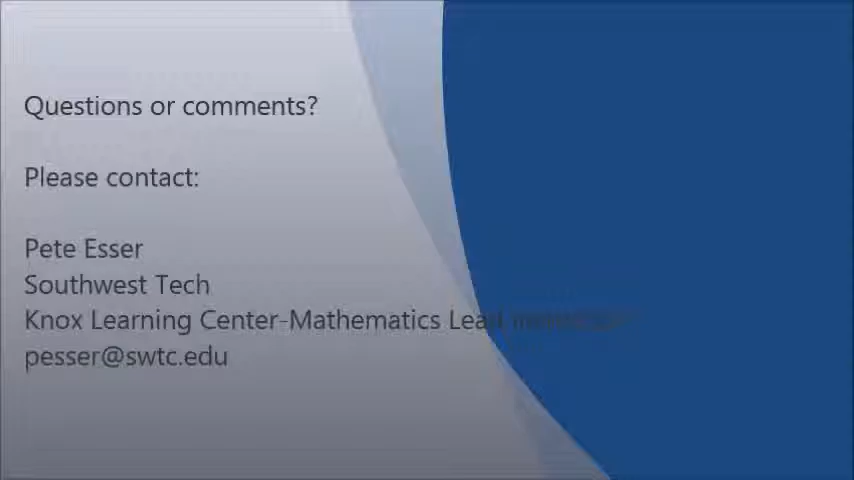 Questions or comments?
Please contact:
Pete Esser
Southwest Tech
Knox Learning Center-Mathematics Lead
pesser@swtc.edu